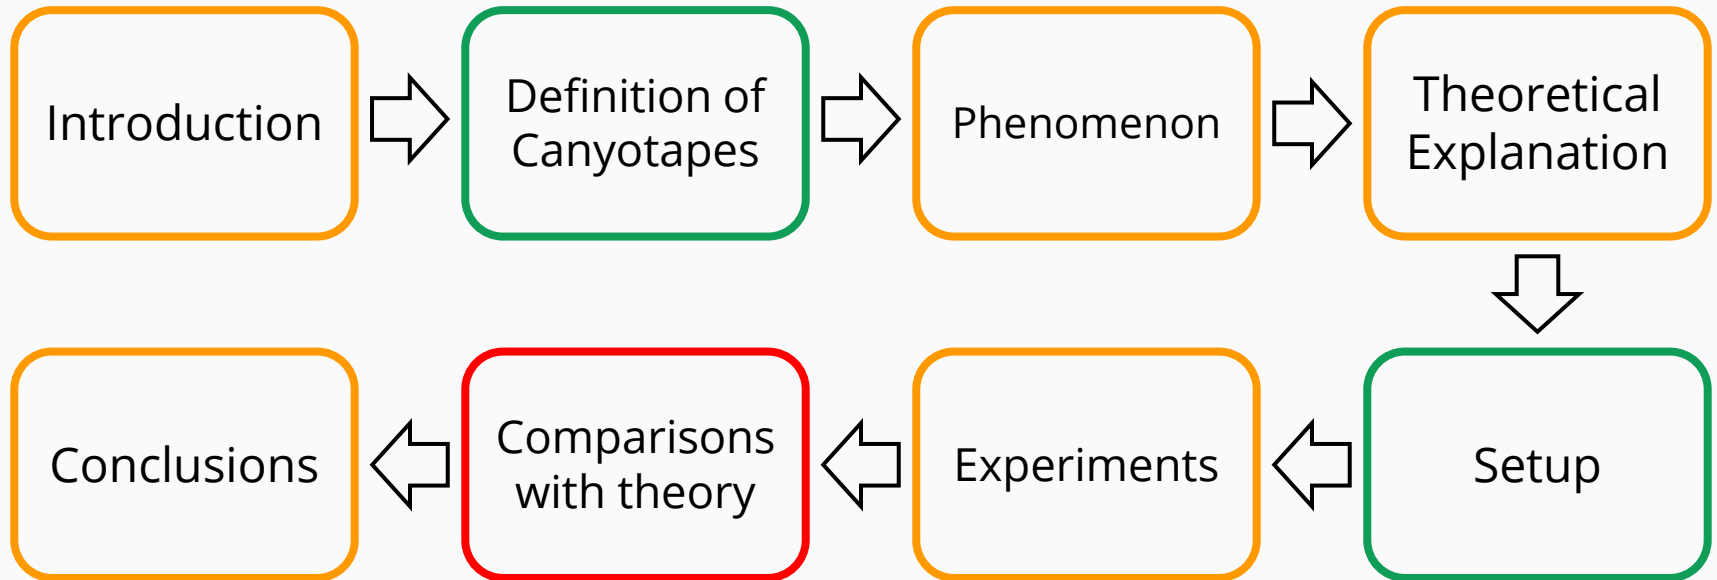 Introduction
Definition of
Canyotapes
Phenomenon
Theoretical
Explanation
Setup
Experiments
Comparisons
with theory
Conclusions